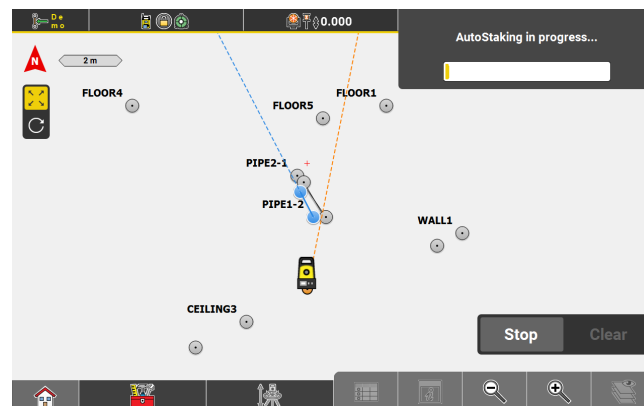 De
mo
0.000
AutoStaking in progress...
N
2 m
FLOOR4
FLOOR5
FLOOR1
PIPE2-1
PIPE1-2
WALL1
CEILING3
Stop
Clear